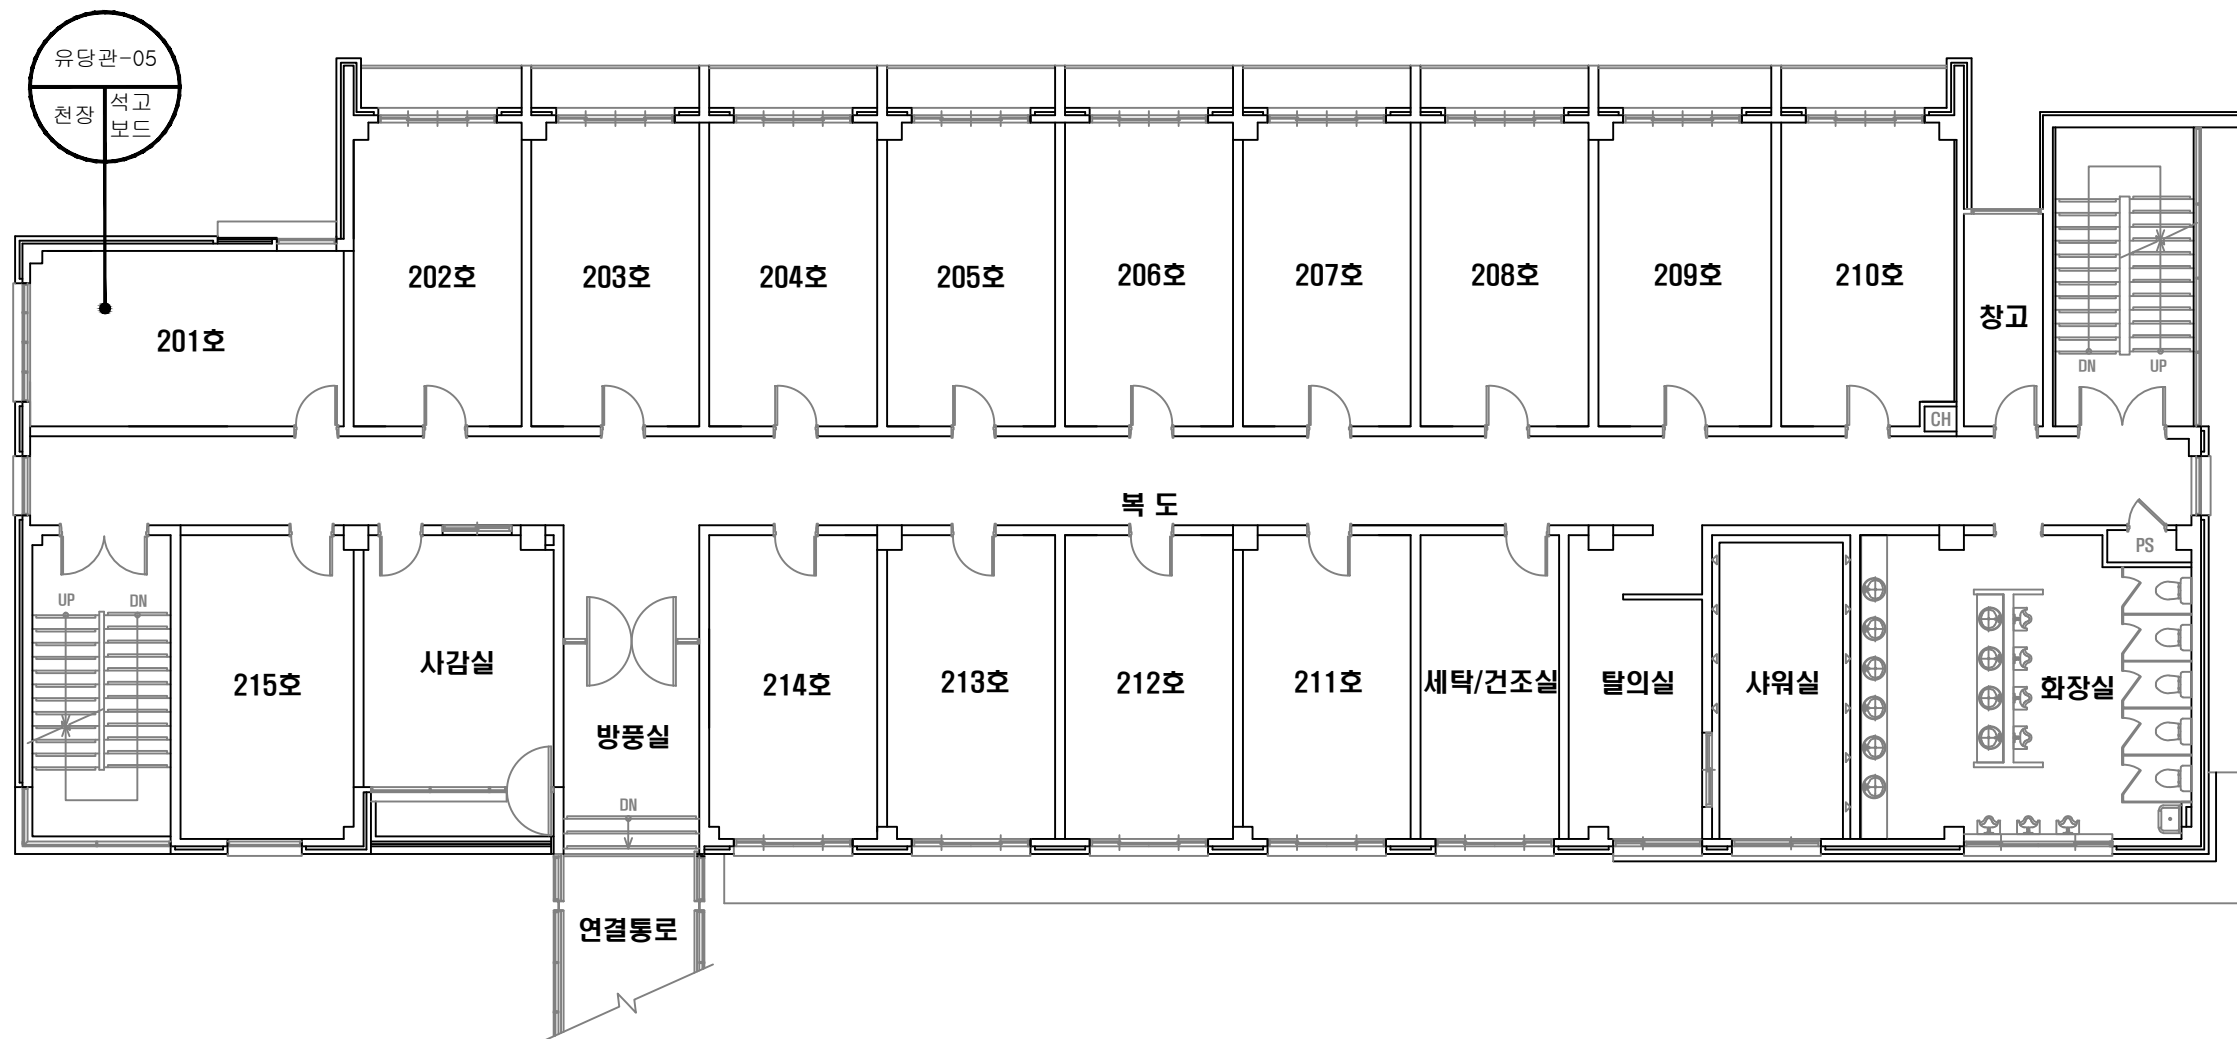 유당관-05
천장
석고
보드
201호
202호
203호
204호
205호
206호
207호
208호
209호
210호
창고
DN
UP
CH
복 도
PS
UP
DN
215호
사감실
방풍실
DN
214호
213호
212호
211호
세탁/건조실
탈의실
샤워실
화장실
연결통로